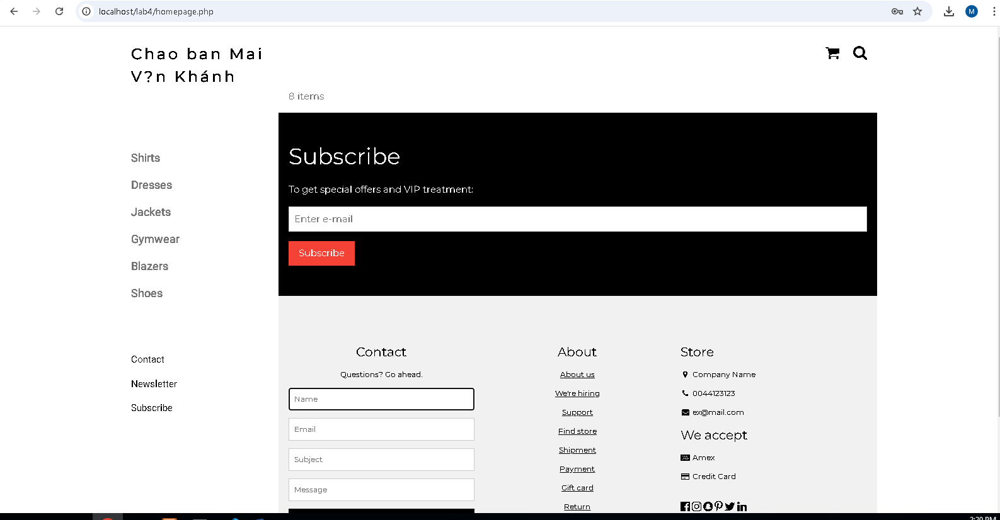 localhost/lab4/homepage.php
M
Chao ban Mai
V?n Khánh
8 items
Shirts
Dresses
Jackets
Gymwear
Blazers
Shoes
Contact
Newsletter
Subscribe
Subscribe
To get special offers and VIP treatment:
Enter e-mail
Subscribe
Contact
Questions? Go ahead.
Name
Email
Subject
Message
About
About us
We're hiring
Support
Find store
Shipment
Payment
Gift card
Return
Store
Company Name
0044123123
ex@mail.com
We accept
Amex
Credit Card
2:20 PM